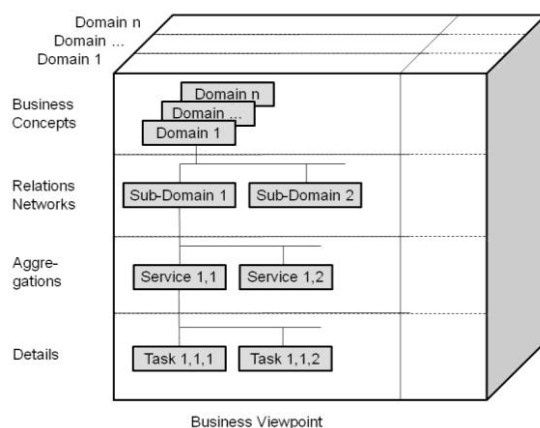 Domain n
Domain ...
Domain 1
Business
Concepts
Domain n
Domain ...
Domain 1
Relations
Networks
Sub-Domain 1
Sub-Domain 2
Aggre-
gations
Service 1,1
Service 1,2
Details
Task 1,1,1
Task 1,1,2
Business Viewpoint